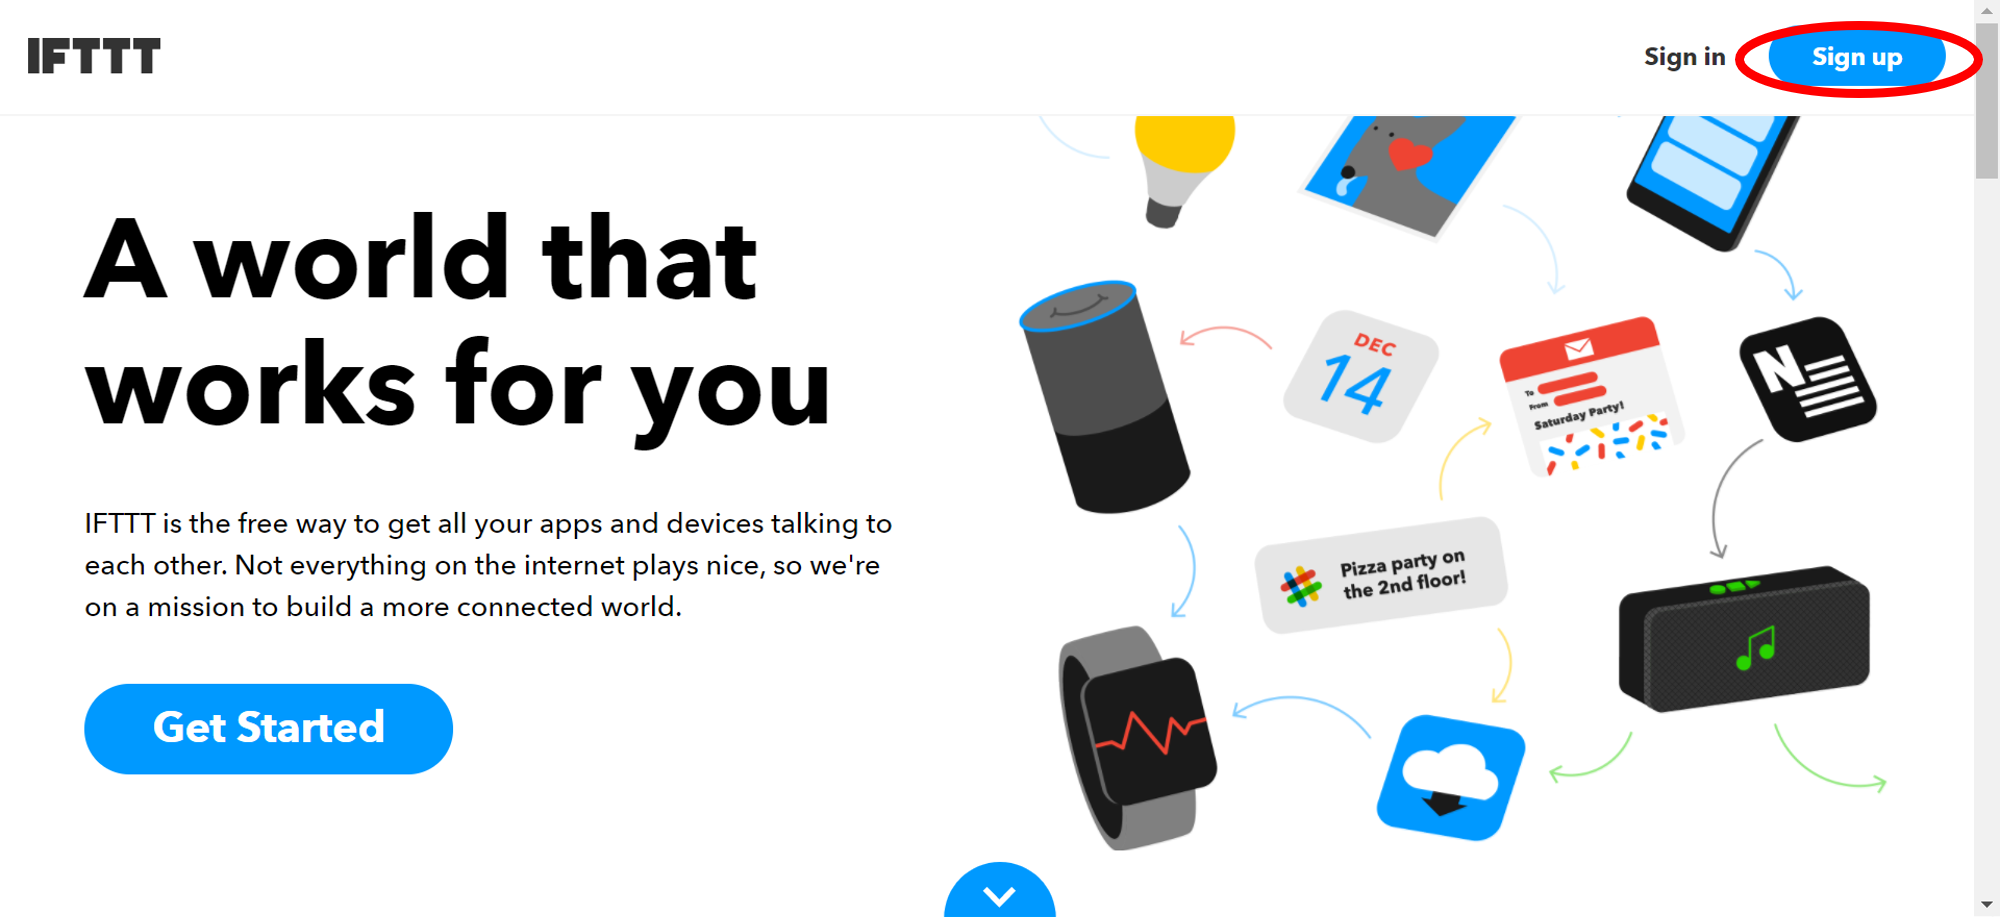 IFTTT
Sign in
Sign up
A world that
works for you
IFTTT is the free way to get all your apps and devices talking to
each other. Not everything on the internet plays nice, so we're
on a mission to build a more connected world.
Get Started
DEC
14
To
From
Saturday Party!
N
Pizza party on
the 2nd floor!